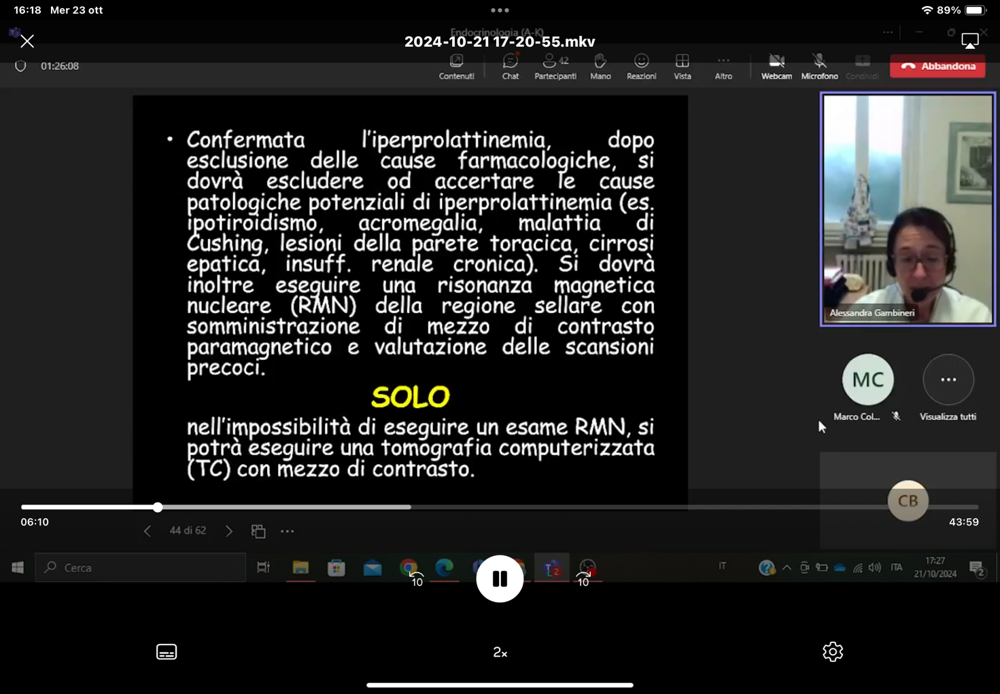 16:18 Mer 23 ott
89%
Endocrinologia (A-K)
2024-10-21 17-20-55.mkv
01:26:08
42
Contenuti Chat Partecipanti Mano Reazioni Vista Altro Webcam Microfono Condividi Abbandona
• Confermata l'iperprolattinemia, dopo
esclusione delle cause farmacologiche, si
dovrà escludere od accertare le cause
patologiche potenziali di iperprolattinemia (es.
ipotiroidismo, acromegalia, malattia di
Cushing, lesioni della parete toracica, cirrosi
epatica, insuff. renale cronica). Si dovrà
inoltre eseguire una risonanza magnetica
nucleare (RMN) della regione sellare con
somministrazione di mezzo di contrasto
paramagnetico e valutazione delle scansioni
precoci.
SOLO
nell'impossibilità di eseguire un esame RMN, si
potrà eseguire una tomografia computerizzata
(TC) con mezzo di contrasto.
Alessandra Gambineri
MC
Marco Col...
Visualizza tutti
CB
06:10
43:59
44 di 62
Cerca
2
IT
ITA
17:27
21/10/2024
2
10
10
2x